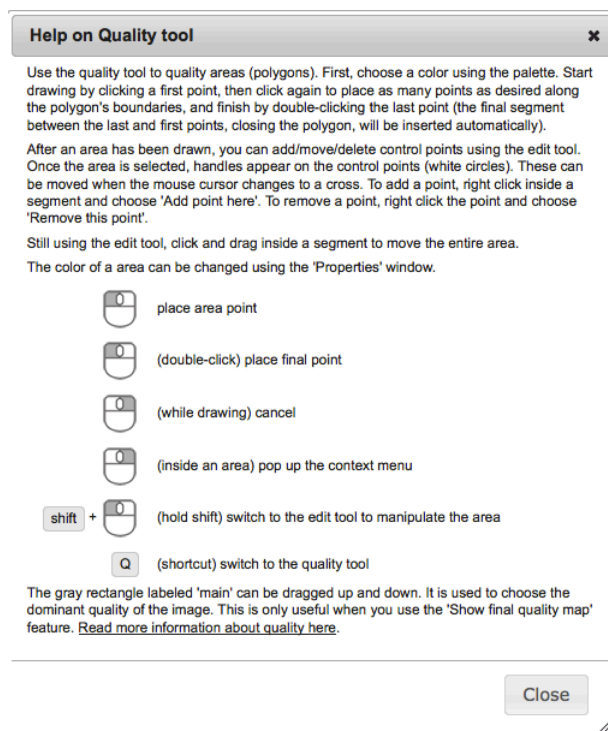 Help on Quality tool
Use the quality tool to quality areas (polygons). First, choose a color using the palette. Start
drawing by clicking a first point, then click again to place as many points as desired along
the polygon's boundaries, and finish by double-clicking the last point (the final segment
between the last and first points, closing the polygon, will be inserted automatically).
After an area has been drawn, you can add/move/delete control points using the edit tool.
Once the area is selected, handles appear on the control points (white circles). These can
be moved when the mouse cursor changes to a cross. To add a point, right click inside a
segment and choose 'Add point here'. To remove a point, right click the point and choose
'Remove this point'.
Still using the edit tool, click and drag inside a segment to move the entire area.
The color of a area can be changed using the 'Properties' window.
place area point
(double-click) place final point
(while drawing) cancel
(inside an area) pop up the context menu
shift + (hold shift) switch to the edit tool to manipulate the area
Q (shortcut) switch to the quality tool
The gray rectangle labeled 'main' can be dragged up and down. It is used to choose the
dominant quality of the image. This is only useful when you use the 'Show final quality map'
feature. Read more information about quality here.
Close